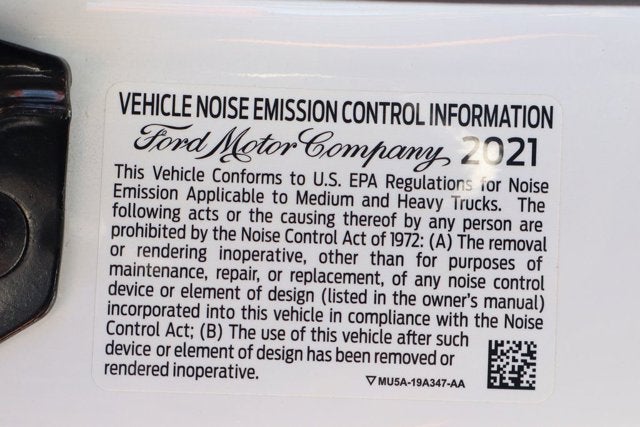 VEHICLE NOISE EMISSION CONTROL INFORMATION
Ford Motor Company 2021
This Vehicle Conforms to U.S. EPA Regulations for Noise
Emission Applicable to Medium and Heavy Trucks. The
following acts or the causing thereof by any person are
prohibited by the Noise Control Act of 1972: (A) The removal
or rendering inoperative, other than for purposes of
maintenance, repair, or replacement, of any noise control
device or element of design (listed in the owner's manual)
incorporated into this vehicle in compliance with the Noise
Control Act; (B) The use of this vehicle after such
device or element of design has been removed or
rendered inoperative.
MU5A-19A347-AA